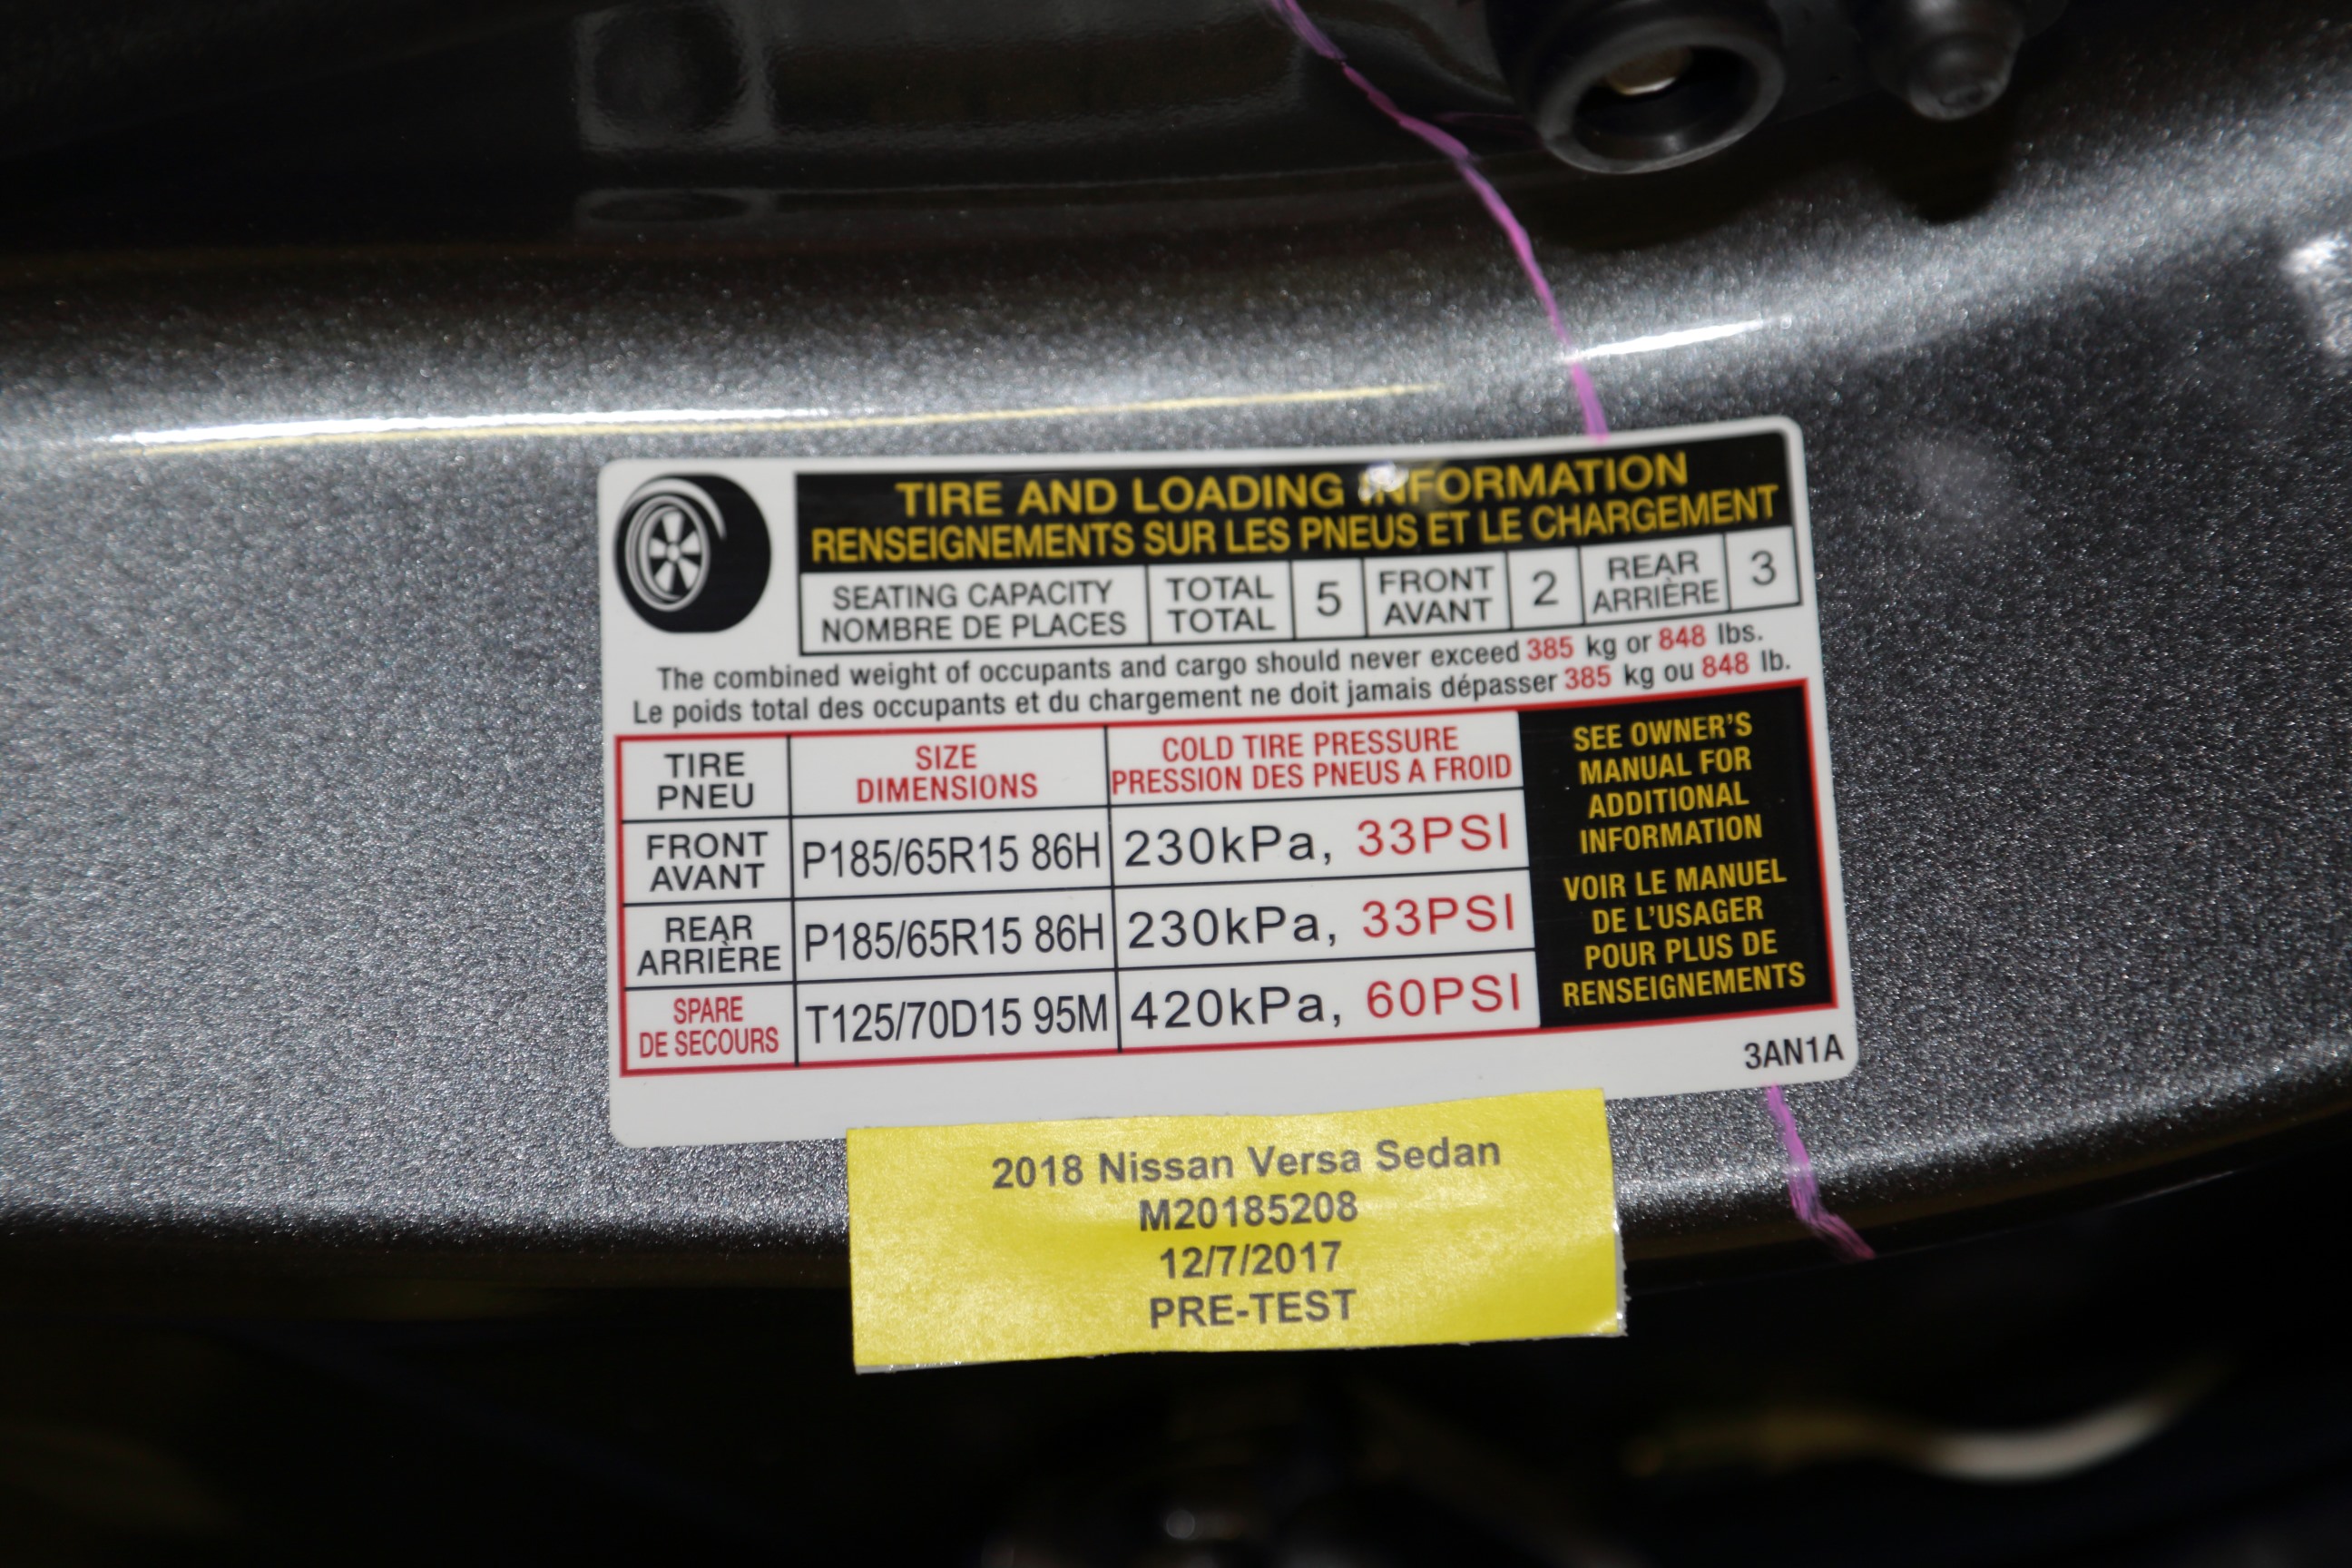 TIRE AND LOADING INFORMATION
RENSEIGNEMENTS SUR LES PNEUS ET LE CHARGEMENT
SEATING CAPACITY TOTAL 5 FRONT 2 REAR 3
NOMBRE DE PLACES TOTAL AVANT ARRIÈRE
The combined weight of occupants and cargo should never exceed 385 kg or 848 lbs.
Le poids total des occupants et du chargement ne doit jamais dépasser 385 kg ou 848 lb.
TIRE SIZE COLD TIRE PRESSURE
PNEU DIMENSIONS PRESSION DES PNEUS A FROID
FRONT P185/65R15 86H 230kPa, 33PSI
AVANT
REAR P185/65R15 86H 230kPa, 33PSI
ARRIÈRE
SPARE T125/70D15 95M 420kPa, 60PSI
DE SECOURS
SEE OWNER'S
MANUAL FOR
ADDITIONAL
INFORMATION
VOIR LE MANUEL
DE L'USAGER
POUR PLUS DE
RENSEIGNEMENTS
3AN1A
2018 Nissan Versa Sedan
M20185208
12/7/2017
PRE-TEST